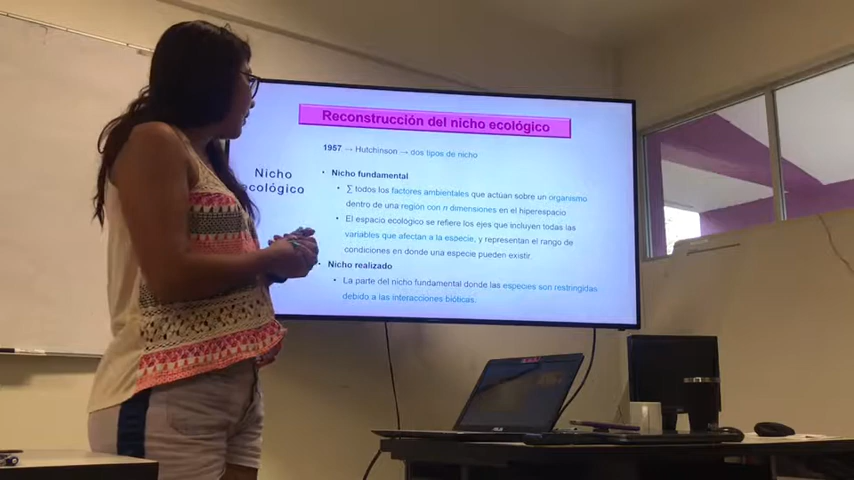 Reconstrucción del nicho ecológico
1957 → Hutchinson → dos tipos de nicho
Nicho
ecológico
• Nicho fundamental
• ∑ todos los factores ambientales que actúan sobre un organismo
dentro de una región con n dimensiones en el hiperespacio
• El espacio ecológico se refiere los ejes que incluyen todas las
variables que afectan a la especie, y representan el rango de
condiciones en donde una especie pueden existir.
• Nicho realizado
• La parte del nicho fundamental donde las especies son restringidas
debido a las interacciones bióticas.